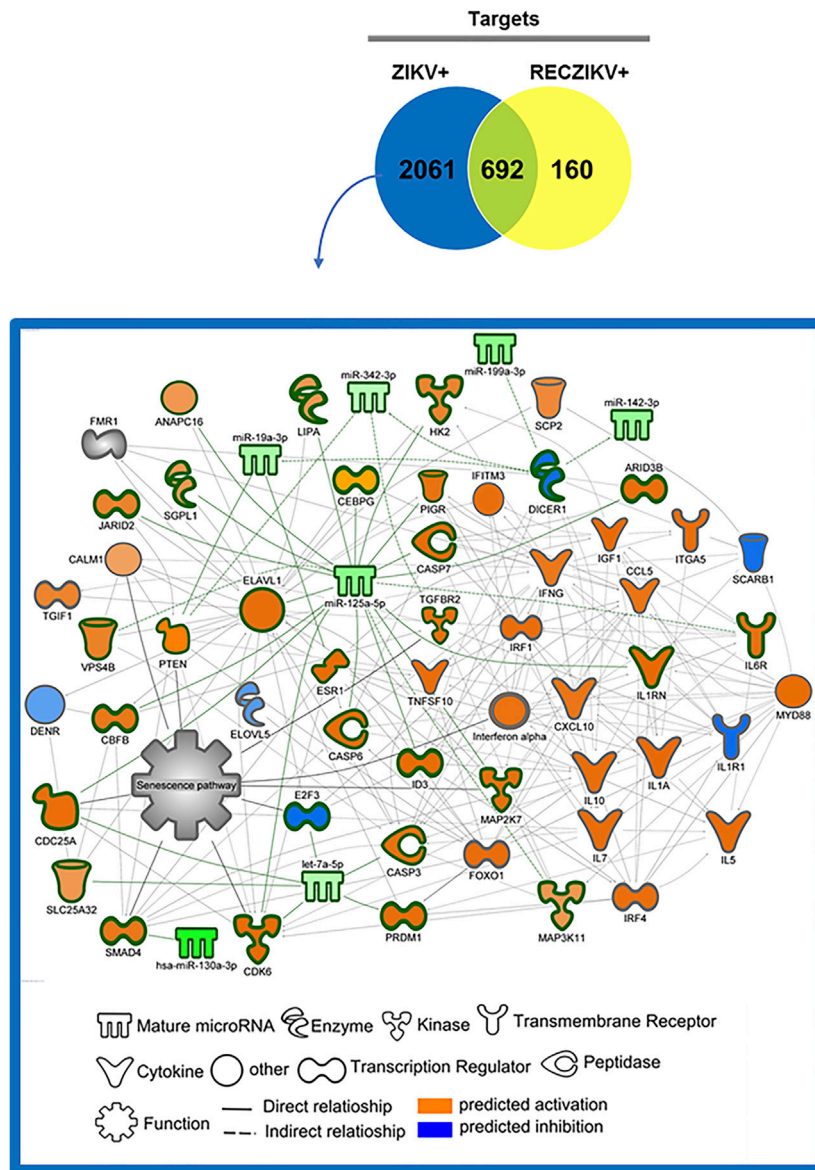 Targets
ZIKV+ RECZIKV+
2061 692 160
miR-199a-3p
miR-342-3p
miR-142-3p
ANAPC16 LIPA HK2 SCP2
FMR1 miR-19a-3p
ARID3B
CEBPG PIGR IFITM3 DICER1
SGPL1
JARID2
IGF1 ITGA5
CALM1 CASP7 CCL5 SCARB1
ELAVL1 miR-125a-5p TGFBR2 IFNG
TGIF1
VPS4B PTEN IRF1 IL6R
ESR1 TNFSF10 IL1RN
DENR CBFB ELOVL5 Interferon alpha CXCL10 MYD88
CASP6
Senescence pathway ID3 IL10 IL1A IL1R1
E2F3 MAP2K7
CDC25A
let-7a-5p CASP3 FOXO1 IL7 IL5
SLC25A32
SMAD4 hsa-miR-130a-3p CDK6 PRDM1 MAP3K11 IRF4
Mature microRNA Enzyme Kinase Transmembrane Receptor
Cytokine other Transcription Regulator Peptidase
Function Direct relatioship predicted activation
Indirect relatioship predicted inhibition